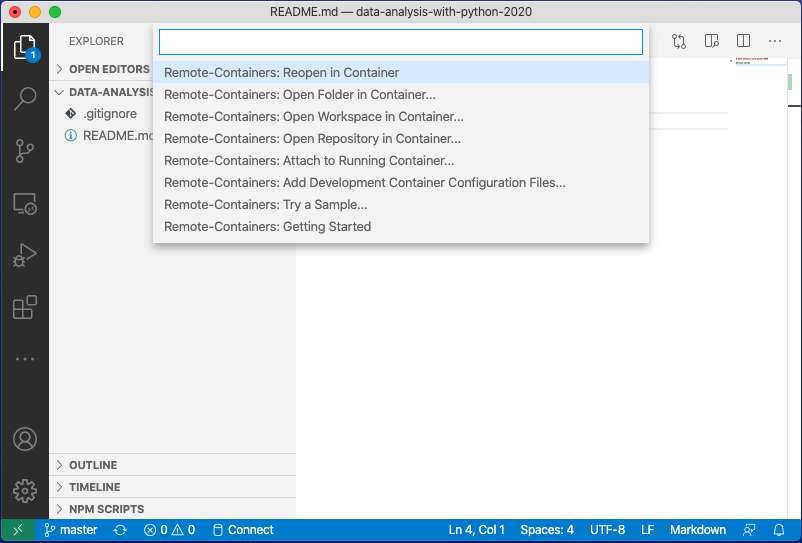 README.md — data-analysis-with-python-2020
EXPLORER
OPEN EDITORS
DATA-ANALYSIS
.gitignore
README.md
1
Remote-Containers: Reopen in Container
Remote-Containers: Open Folder in Container...
Remote-Containers: Open Workspace in Container...
Remote-Containers: Open Repository in Container...
Remote-Containers: Attach to Running Container...
Remote-Containers: Add Development Container Configuration Files...
Remote-Containers: Try a Sample...
Remote-Containers: Getting Started
OUTLINE
TIMELINE
NPM SCRIPTS
master 0 0 Connect Ln 4, Col 1 Spaces: 4 UTF-8 LF Markdown